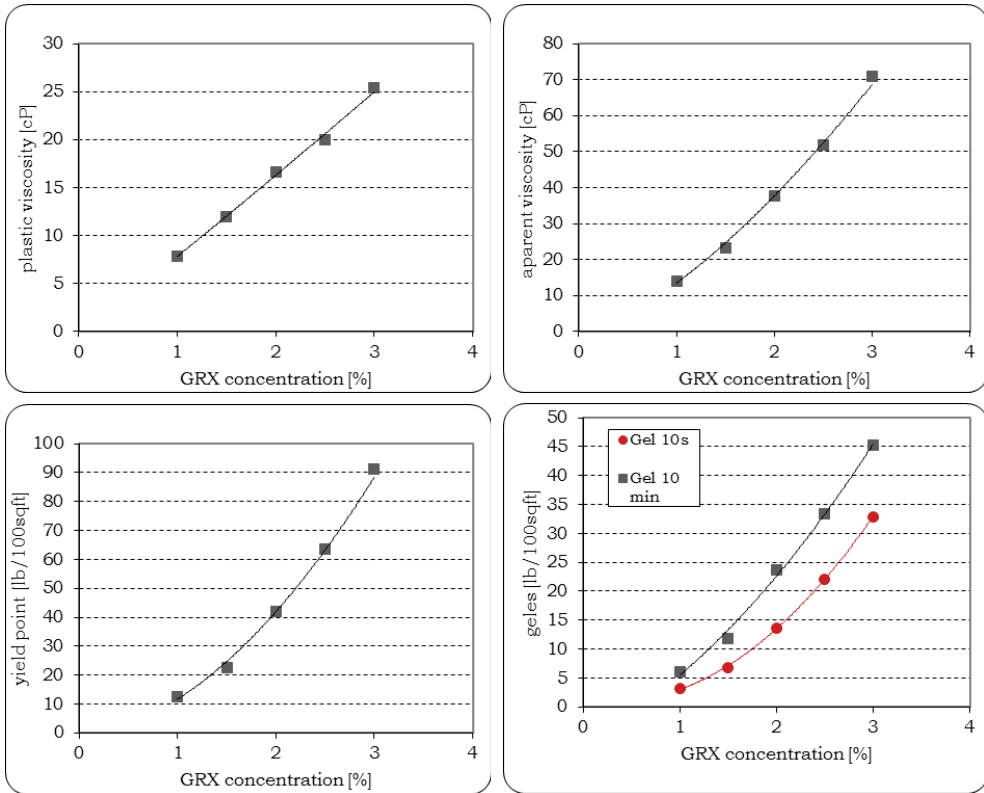 plastic viscosity [cP]
30
25
20
15
10
5
0
0 1 2 3 4
GRX concentration [%]
aparent viscosity [cP]
80
70
60
50
40
30
20
10
0
0 1 2 3 4
GRX concentration [%]
yield point [lb/100sqft]
100
90
80
70
60
50
40
30
20
10
0
0 1 2 3 4
GRX concentration [%]
geles [lb/100sqft]
50
45
40
35
30
25
20
15
10
5
0
Gel 10s
Gel 10
min
0 1 2 3 4
GRX concentration [%]